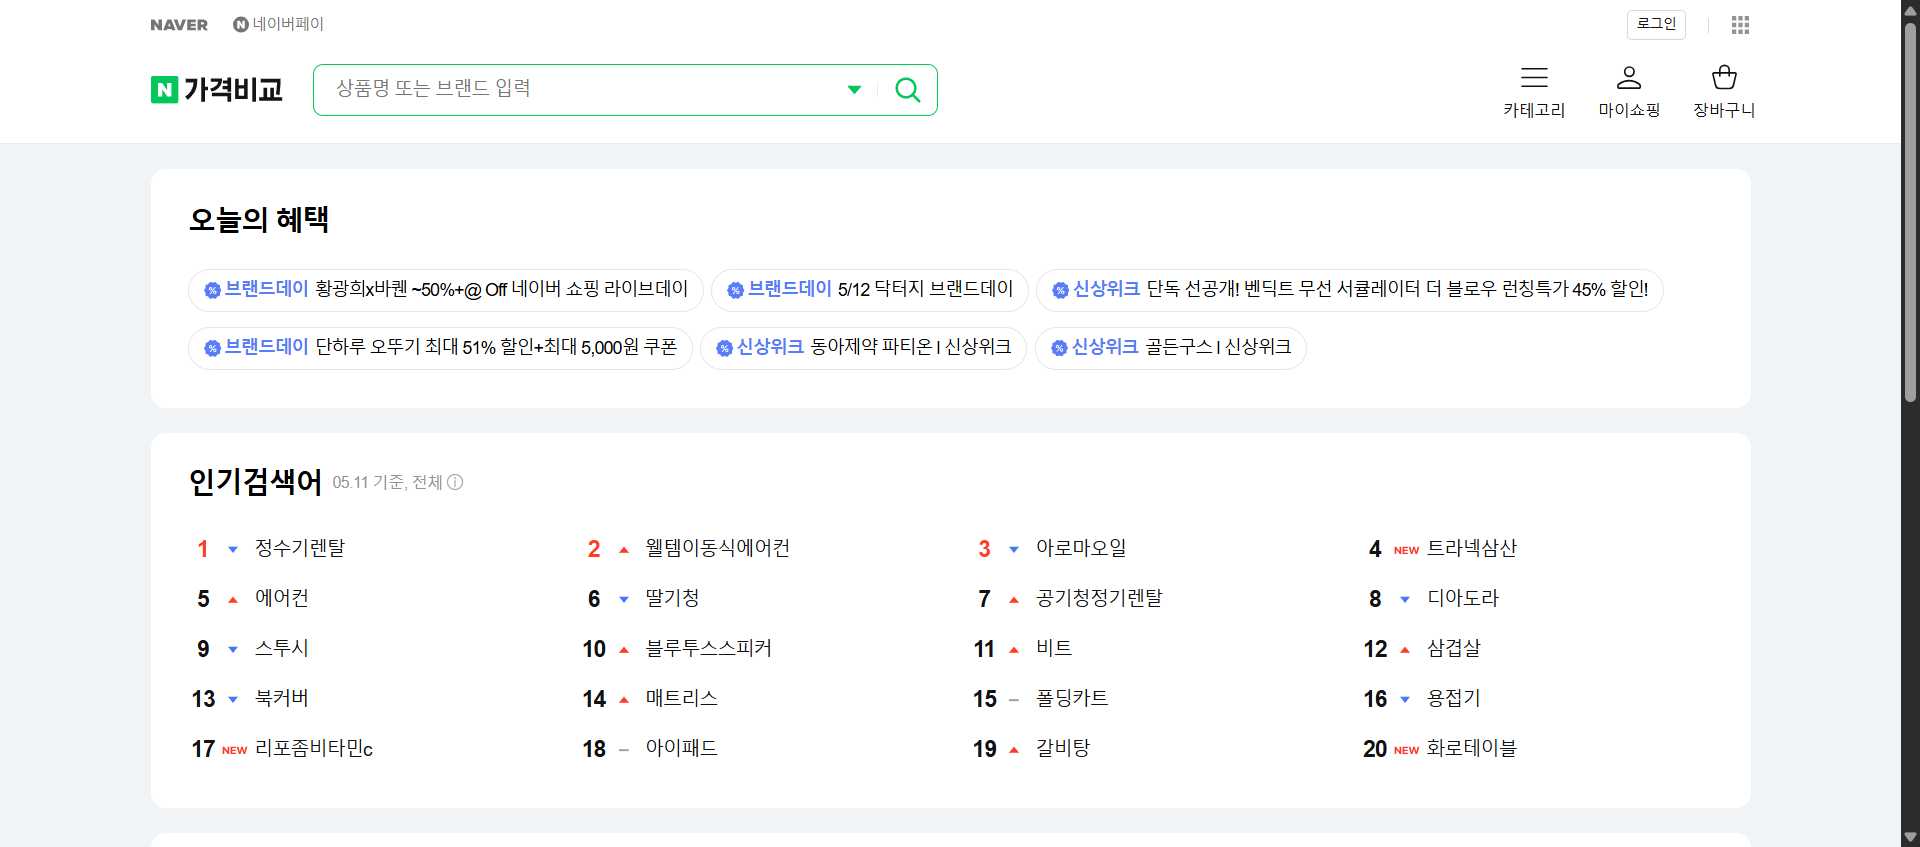 NAVER 네이버페이 로그인
가격비교 상품명 또는 브랜드 입력 카테고리 마이쇼핑 장바구니
오늘의 혜택
브랜드데이 황광희x바퀜 ~50%+@ Off 네이버 쇼핑 라이브데이 브랜드데이 5/12 닥터지 브랜드데이 신상위크 단독 선공개! 벤딕트 무선 서큘레이터 더 블로우 런칭특가 45% 할인!
브랜드데이 단하루 오뚜기 최대 51% 할인+최대 5,000원 쿠폰 신상위크 동아제약 파티온 l 신상위크 신상위크 골든구스 l 신상위크
인기검색어 05.11 기준, 전체
1 정수기렌탈 2 웰템이동식에어컨 3 아로마오일 4 NEW 트라넥삼산
5 에어컨 6 딸기청 7 공기청정기렌탈 8 디아도라
9 스투시 10 블루투스스피커 11 비트 12 삼겹살
13 북커버 14 매트리스 15 폴딩카트 16 용접기
17 NEW 리포좀비타민c 18 아이패드 19 갈비탕 20 NEW 화로테이블